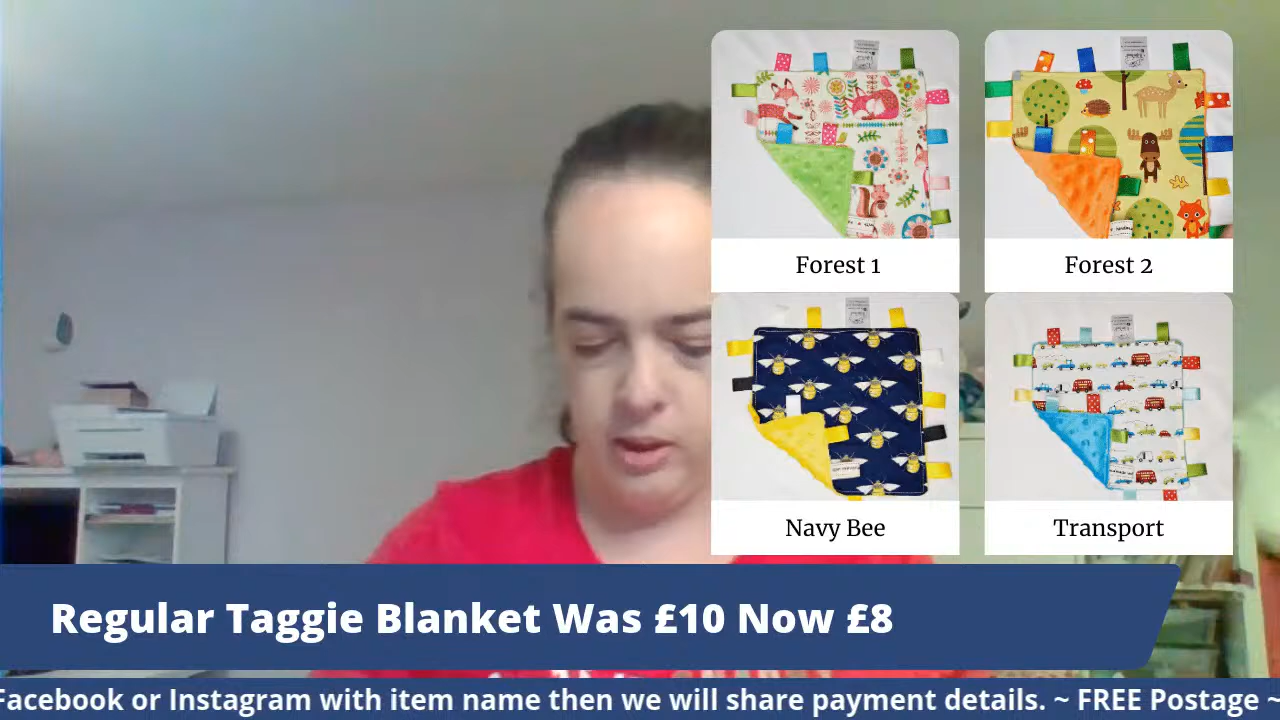 Forest 1
Forest 2
Navy Bee
Transport
Regular Taggie Blanket Was £10 Now £8
Facebook or Instagram with item name then we will share payment details. ~ FREE Postage ~